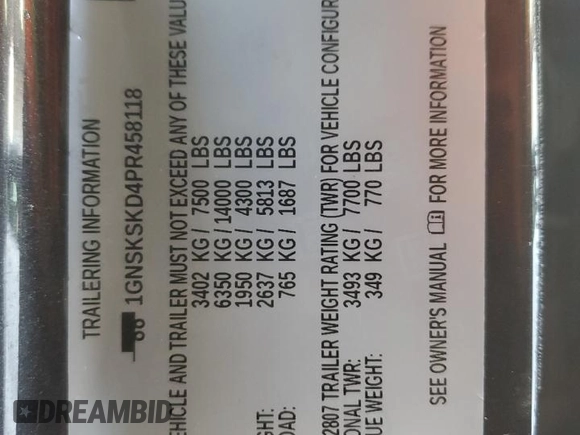 TRAILERING INFORMATION
1GNSKSKD4PR458118
EHICLE AND TRAILER MUST NOT EXCEED ANY OF THESE VALU
3402 KG / 7500 LBS
6350 KG / 14000 LBS
1950 KG / 4300 LBS
GHT: 2637 KG / 5813 LBS
OAD: 765 KG / 1687 LBS
2807 TRAILER WEIGHT RATING (TWR) FOR VEHICLE CONFIGUR
ONAL TWR: 3493 KG / 7700 LBS
UE WEIGHT: 349 KG / 770 LBS
SEE OWNER'S MANUAL FOR MORE INFORMATION
DREAMBID